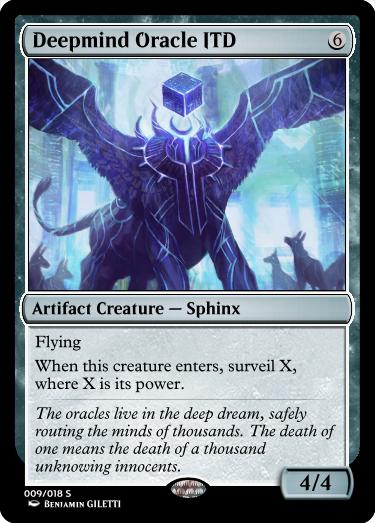 Deepmind Oracle ITD 6
Artifact Creature — Sphinx
Flying
When this creature enters, surveil X,
where X is its power.
The oracles live in the deep dream, safely
routing the minds of thousands. The death of
one means the death of a thousand
unknowing innocents.
4/4
009/018 S
Benjamin GILETTI